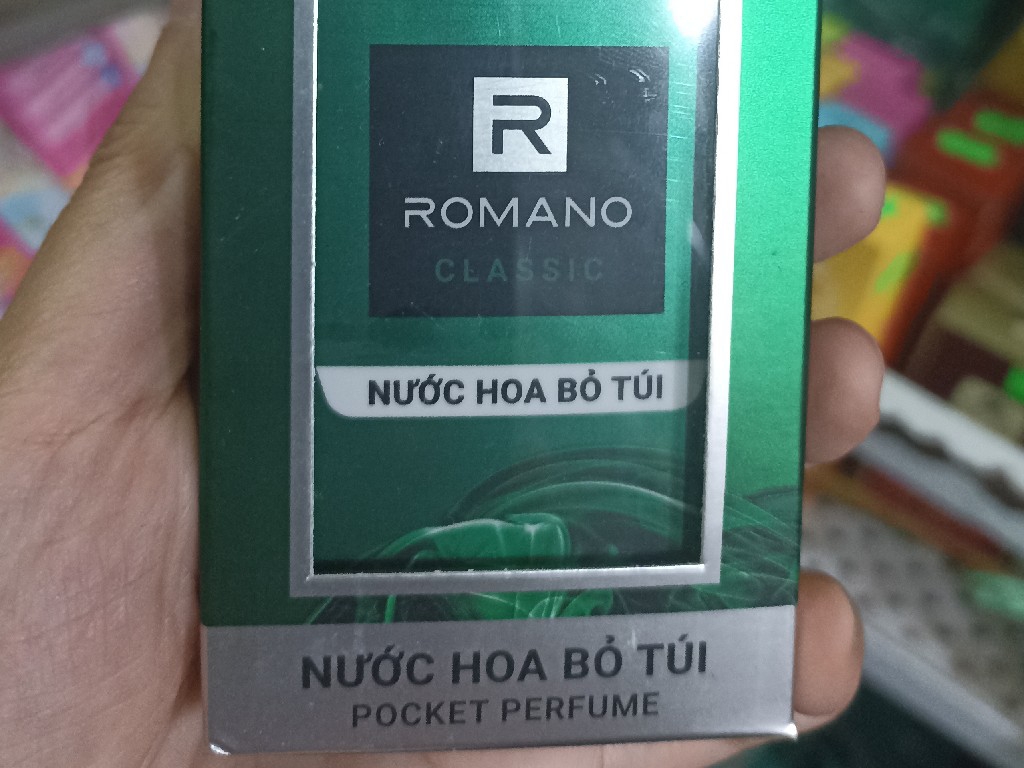 R
ROMANO
CLASSIC
NƯỚC HOA BỎ TÚI
NƯỚC HOA BỎ TÚI
POCKET PERFUME